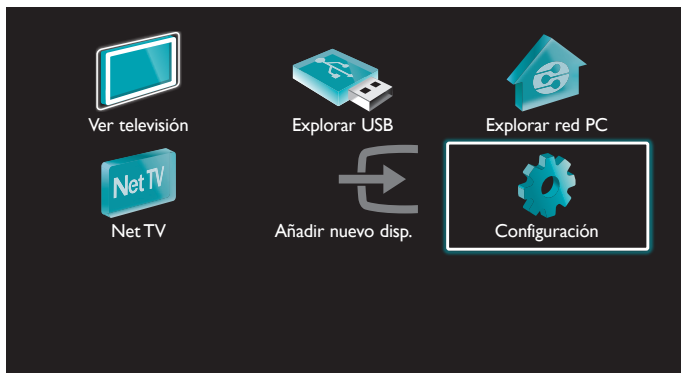 Ver televisión
Explorar USB
Explorar red PC
Net TV
Net TV
Añadir nuevo disp.
Configuración